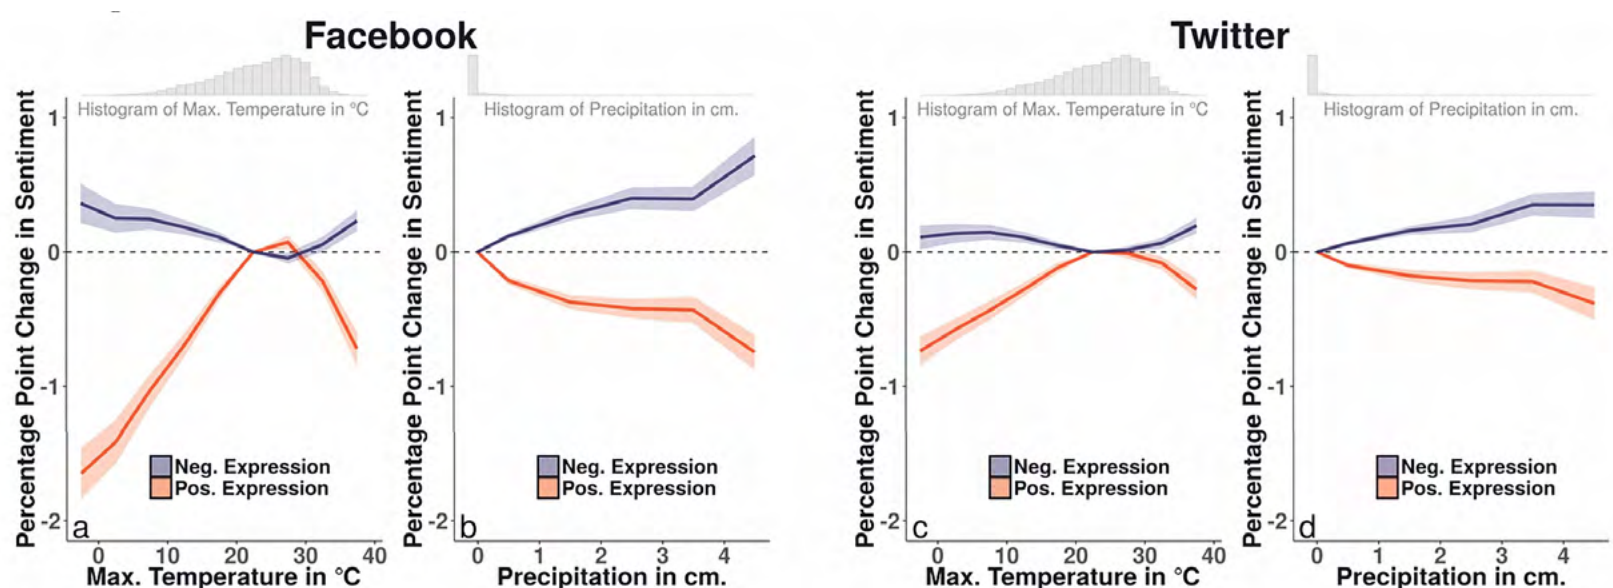 Facebook
Twitter
Histogram of Max. Temperature in °C
Percentage Point Change in Sentiment
1
0
-1
-2
Neg. Expression
Pos. Expression
a
0 10 20 30 40
Max. Temperature in °C
Histogram of Precipitation in cm.
Percentage Point Change in Sentiment
1
0
-1
-2
Neg. Expression
Pos. Expression
b
0 1 2 3 4
Precipitation in cm.
Histogram of Max. Temperature in °C
Percentage Point Change in Sentiment
1
0
-1
-2
Neg. Expression
Pos. Expression
c
0 10 20 30 40
Max. Temperature in °C
Histogram of Precipitation in cm.
Percentage Point Change in Sentiment
1
0
-1
-2
Neg. Expression
Pos. Expression
d
0 1 2 3 4
Precipitation in cm.